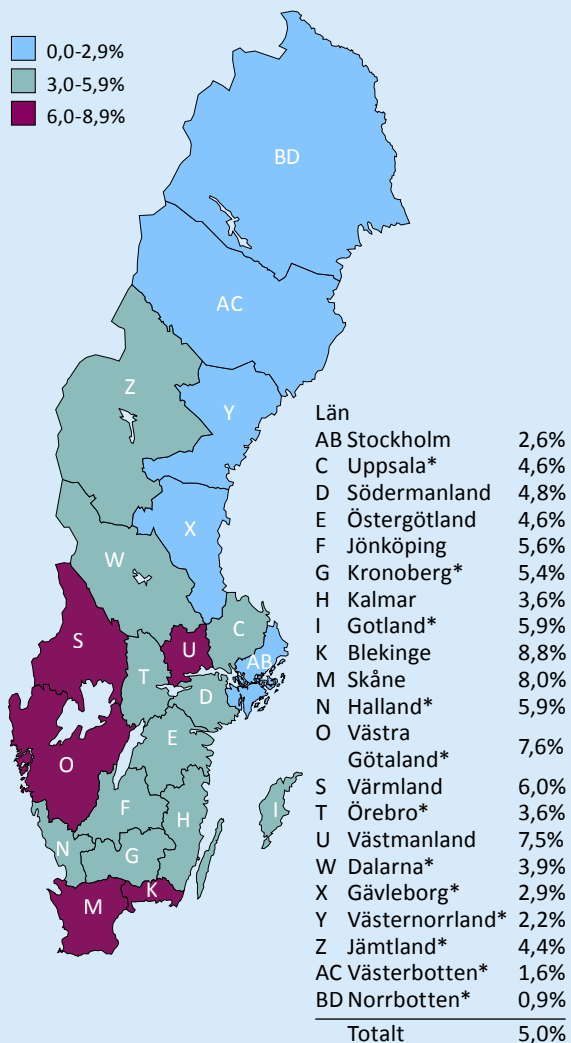 0,0-2,9%
3,0-5,9%
6,0-8,9%
BD
AC
Z
Y
X
W
S
U
C
AB
T
D
O
E
F
H
I
N
G
K
M
Län
AB Stockholm 2,6%
C Uppsala* 4,6%
D Södermanland 4,8%
E Östergötland 4,6%
F Jönköping 5,6%
G Kronoberg* 5,4%
H Kalmar 3,6%
I Gotland* 5,9%
K Blekinge 8,8%
M Skåne 8,0%
N Halland* 5,9%
O Västra
Götaland* 7,6%
S Värmland 6,0%
T Örebro* 3,6%
U Västmanland 7,5%
W Dalarna* 3,9%
X Gävleborg* 2,9%
Y Västernorrland* 2,2%
Z Jämtland* 4,4%
AC Västerbotten* 1,6%
BD Norrbotten* 0,9%
Totalt 5,0%